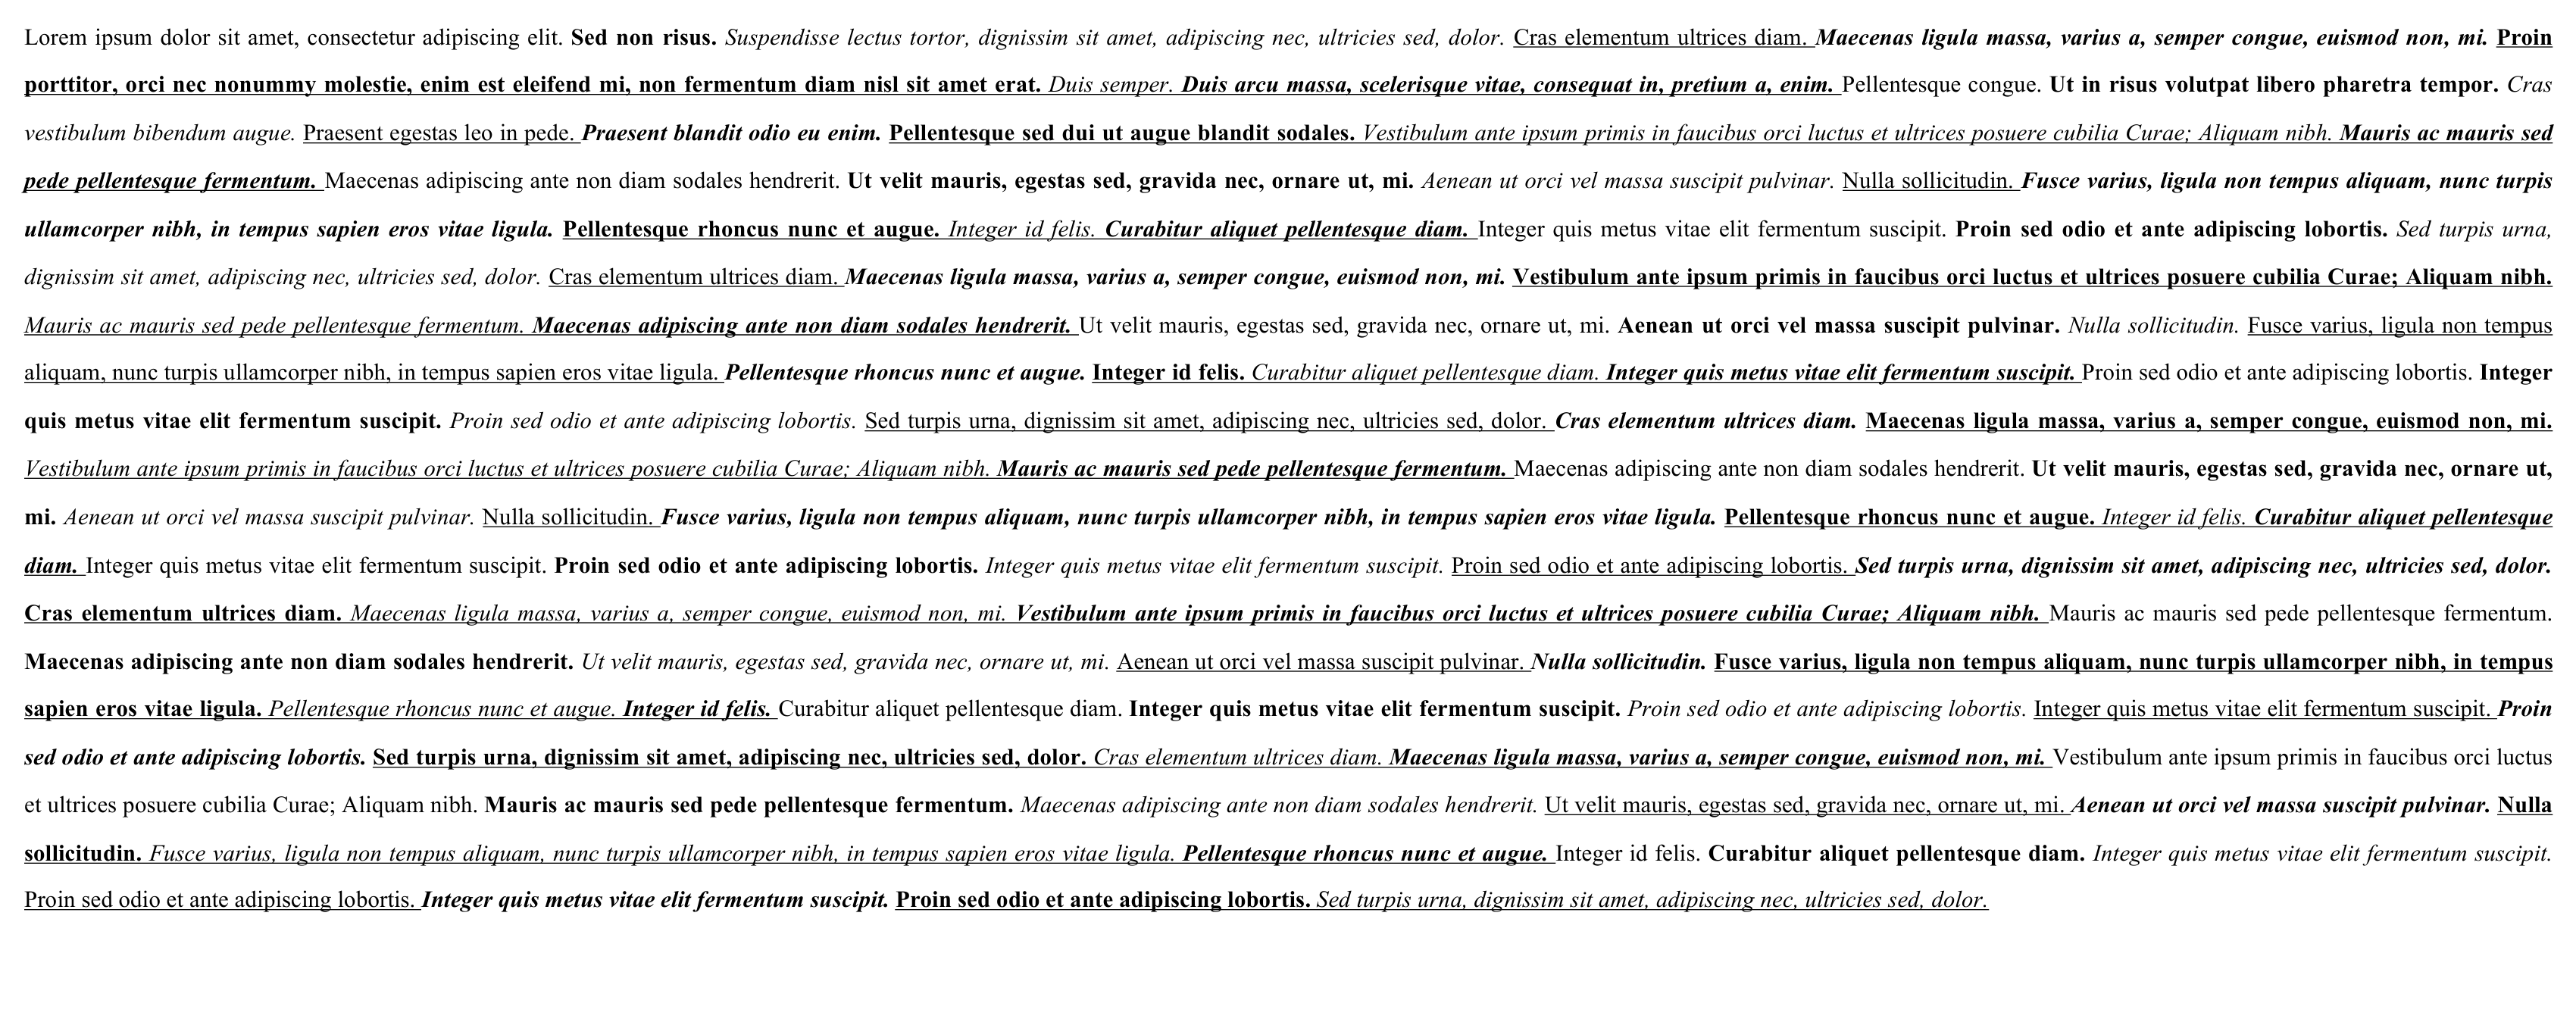 Lorem ipsum dolor sit amet, consectetur adipiscing elit. Sed non risus. Suspendisse lectus tortor, dignissim sit amet, adipiscing nec, ultricies sed, dolor. Cras elementum ultrices diam. Maecenas ligula massa, varius a, semper congue, euismod non, mi. Proin
porttitor, orci nec nonummy molestie, enim est eleifend mi, non fermentum diam nisl sit amet erat. Duis semper. Duis arcu massa, scelerisque vitae, consequat in, pretium a, enim. Pellentesque congue. Ut in risus volutpat libero pharetra tempor. Cras
vestibulum bibendum augue. Praesent egestas leo in pede. Praesent blandit odio eu enim. Pellentesque sed dui ut augue blandit sodales. Vestibulum ante ipsum primis in faucibus orci luctus et ultrices posuere cubilia Curae; Aliquam nibh. Mauris ac mauris sed
pede pellentesque fermentum. Maecenas adipiscing ante non diam sodales hendrerit. Ut velit mauris, egestas sed, gravida nec, ornare ut, mi. Aenean ut orci vel massa suscipit pulvinar. Nulla sollicitudin. Fusce varius, ligula non tempus aliquam, nunc turpis
ullamcorper nibh, in tempus sapien eros vitae ligula. Pellentesque rhoncus nunc et augue. Integer id felis. Curabitur aliquet pellentesque diam. Integer quis metus vitae elit fermentum suscipit. Proin sed odio et ante adipiscing lobortis. Sed turpis urna,
dignissim sit amet, adipiscing nec, ultricies sed, dolor. Cras elementum ultrices diam. Maecenas ligula massa, varius a, semper congue, euismod non, mi. Vestibulum ante ipsum primis in faucibus orci luctus et ultrices posuere cubilia Curae; Aliquam nibh.
Mauris ac mauris sed pede pellentesque fermentum. Maecenas adipiscing ante non diam sodales hendrerit. Ut velit mauris, egestas sed, gravida nec, ornare ut, mi. Aenean ut orci vel massa suscipit pulvinar. Nulla sollicitudin. Fusce varius, ligula non tempus
aliquam, nunc turpis ullamcorper nibh, in tempus sapien eros vitae ligula. Pellentesque rhoncus nunc et augue. Integer id felis. Curabitur aliquet pellentesque diam. Integer quis metus vitae elit fermentum suscipit. Proin sed odio et ante adipiscing lobortis. Integer
quis metus vitae elit fermentum suscipit. Proin sed odio et ante adipiscing lobortis. Sed turpis urna, dignissim sit amet, adipiscing nec, ultricies sed, dolor. Cras elementum ultrices diam. Maecenas ligula massa, varius a, semper congue, euismod non, mi.
Vestibulum ante ipsum primis in faucibus orci luctus et ultrices posuere cubilia Curae; Aliquam nibh. Mauris ac mauris sed pede pellentesque fermentum. Maecenas adipiscing ante non diam sodales hendrerit. Ut velit mauris, egestas sed, gravida nec, ornare ut,
mi. Aenean ut orci vel massa suscipit pulvinar. Nulla sollicitudin. Fusce varius, ligula non tempus aliquam, nunc turpis ullamcorper nibh, in tempus sapien eros vitae ligula. Pellentesque rhoncus nunc et augue. Integer id felis. Curabitur aliquet pellentesque
diam. Integer quis metus vitae elit fermentum suscipit. Proin sed odio et ante adipiscing lobortis. Integer quis metus vitae elit fermentum suscipit. Proin sed odio et ante adipiscing lobortis. Sed turpis urna, dignissim sit amet, adipiscing nec, ultricies sed, dolor.
Cras elementum ultrices diam. Maecenas ligula massa, varius a, semper congue, euismod non, mi. Vestibulum ante ipsum primis in faucibus orci luctus et ultrices posuere cubilia Curae; Aliquam nibh. Mauris ac mauris sed pede pellentesque fermentum.
Maecenas adipiscing ante non diam sodales hendrerit. Ut velit mauris, egestas sed, gravida nec, ornare ut, mi. Aenean ut orci vel massa suscipit pulvinar. Nulla sollicitudin. Fusce varius, ligula non tempus aliquam, nunc turpis ullamcorper nibh, in tempus
sapien eros vitae ligula. Pellentesque rhoncus nunc et augue. Integer id felis. Curabitur aliquet pellentesque diam. Integer quis metus vitae elit fermentum suscipit. Proin sed odio et ante adipiscing lobortis. Integer quis metus vitae elit fermentum suscipit. Proin
sed odio et ante adipiscing lobortis. Sed turpis urna, dignissim sit amet, adipiscing nec, ultricies sed, dolor. Cras elementum ultrices diam. Maecenas ligula massa, varius a, semper congue, euismod non, mi. Vestibulum ante ipsum primis in faucibus orci luctus
et ultrices posuere cubilia Curae; Aliquam nibh. Mauris ac mauris sed pede pellentesque fermentum. Maecenas adipiscing ante non diam sodales hendrerit. Ut velit mauris, egestas sed, gravida nec, ornare ut, mi. Aenean ut orci vel massa suscipit pulvinar. Nulla
sollicitudin. Fusce varius, ligula non tempus aliquam, nunc turpis ullamcorper nibh, in tempus sapien eros vitae ligula. Pellentesque rhoncus nunc et augue. Integer id felis. Curabitur aliquet pellentesque diam. Integer quis metus vitae elit fermentum suscipit.
Proin sed odio et ante adipiscing lobortis. Integer quis metus vitae elit fermentum suscipit. Proin sed odio et ante adipiscing lobortis. Sed turpis urna, dignissim sit amet, adipiscing nec, ultricies sed, dolor.